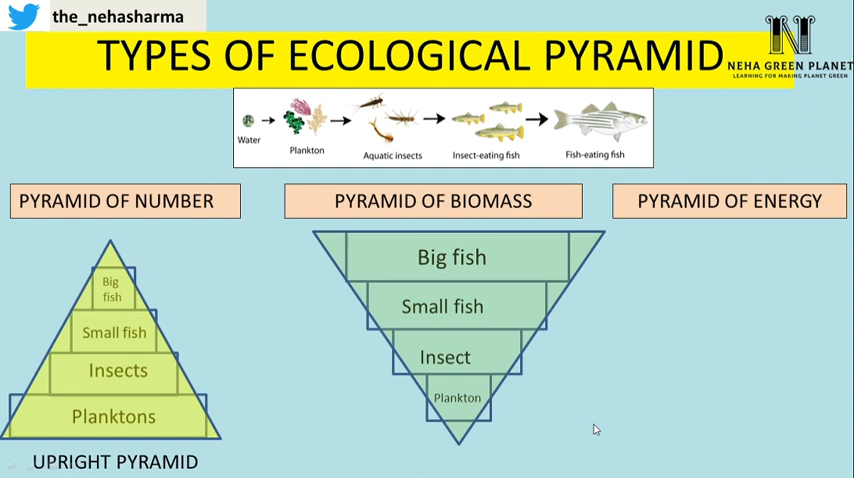 the_nehasharma
TYPES OF ECOLOGICAL PYRAMID
N
NEHA GREEN PLANET
LEARNING FOR MAKING PLANET GREEN
Water
Plankton
Aquatic insects
Insect-eating fish
Fish-eating fish
PYRAMID OF NUMBER
PYRAMID OF BIOMASS
PYRAMID OF ENERGY
Big
fish
Small fish
Insects
Planktons
UPRIGHT PYRAMID
Big fish
Small fish
Insect
Plankton